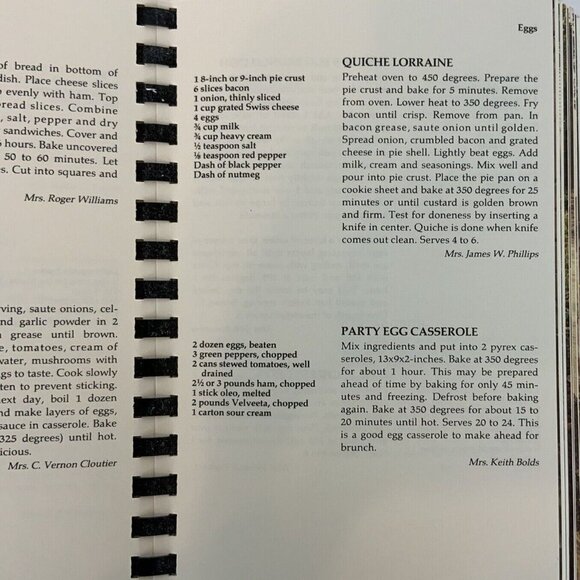 of bread in bottom of
dish. Place cheese slices
evenly with ham. Top
bread slices. Combine
, salt, pepper and dry
sandwiches. Cover and
hours. Bake uncovered
50 to 60 minutes. Let
es. Cut into squares and
Mrs. Roger Williams
rving, saute onions, cel-
nd garlic powder in 2
grease until brown.
e, tomatoes, cream of
water, mushrooms with
gs to taste. Cook slowly
ten to prevent sticking.
next day, boil 1 dozen
nd make layers of eggs,
sauce in casserole. Bake
(325 degrees) until hot.
icious.
Mrs. C. Vernon Cloutier
Eggs
1 8-inch or 9-inch pie crust
6 slices bacon
1 onion, thinly sliced
1 cup grated Swiss cheese
4 eggs
¾ cup milk
¾ cup heavy cream
½ teaspoon salt
teaspoon red pepper
Dash of black pepper
Dash of nutmeg
QUICHE LORRAINE
Preheat oven to 450 degrees. Prepare the
pie crust and bake for 5 minutes. Remove
from oven. Lower heat to 350 degrees. Fry
bacon until crisp. Remove from pan. In
bacon grease, saute onion until golden.
Spread onion, crumbled bacon and grated
cheese in pie shell. Lightly beat eggs. Add
milk, cream and seasonings. Mix well and
pour into pie crust. Place the pie pan on a
cookie sheet and bake at 350 degrees for 25
minutes or until custard is golden brown
and firm. Test for doneness by inserting a
knife in center. Quiche is done when knife
comes out clean. Serves 4 to 6.
Mrs. James W. Phillips
2 dozen eggs, beaten
3 green peppers, chopped
2 cans stewed tomatoes, well
drained
2½ or 3 pounds ham, chopped
1 stick oleo, melted
2 pounds Velveeta, chopped
1 carton sour cream
PARTY EGG CASSEROLE
Mix ingredients and put into 2 pyrex cas-
seroles, 13x9x2-inches. Bake at 350 degrees
for about 1 hour. This may be prepared
ahead of time by baking for only 45 min-
utes and freezing. Defrost before baking
again. Bake at 350 degrees for about 15 to
20 minutes until hot. Serves 20 to 24. This
is a good egg casserole to make ahead for
brunch.
Mrs. Keith Bolds